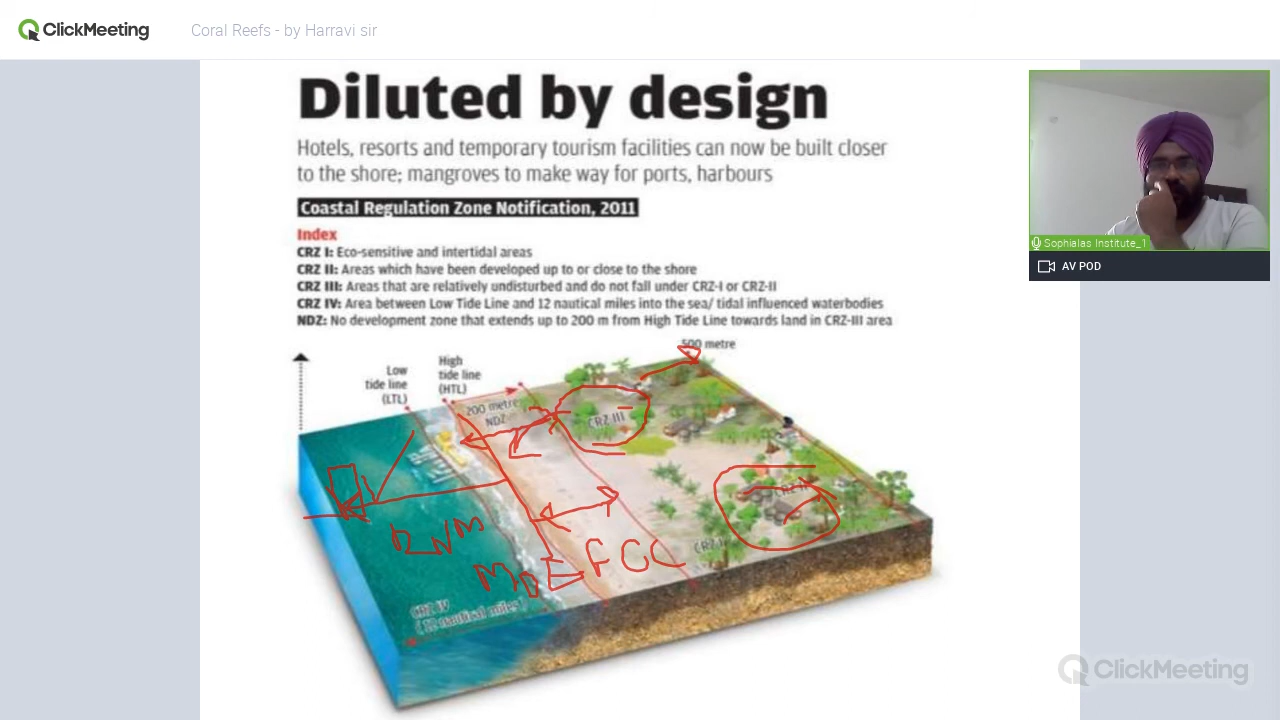 ClickMeeting
Coral Reefs - by Harravi sir
Diluted by design
Hotels, resorts and temporary tourism facilities can now be built closer
to the shore; mangroves to make way for ports, harbours
Coastal Regulation Zone Notification, 2011
Index
CRZ I: Eco-sensitive and intertidal areas
CRZ II: Areas which have been developed up to or close to the shore
CRZ III: Areas that are relatively undisturbed and do not fall under CRZ-I or CRZ-II
CRZ IV: Area between Low Tide Line and 12 nautical miles into the sea/ tidal influenced waterbodies
NDZ: No development zone that extends up to 200 m from High Tide Line towards land in CRZ-III area
Sophialas Institute_1
AV POD
500 metre
Low
tide line
(LTL)
High
tide line
(HTL)
200 metre
NDZ
CRZ III
CRZ II
12 NM
MOEFCC
CRZ I
CRZ IV
(12 nautical miles)
ClickMeeting